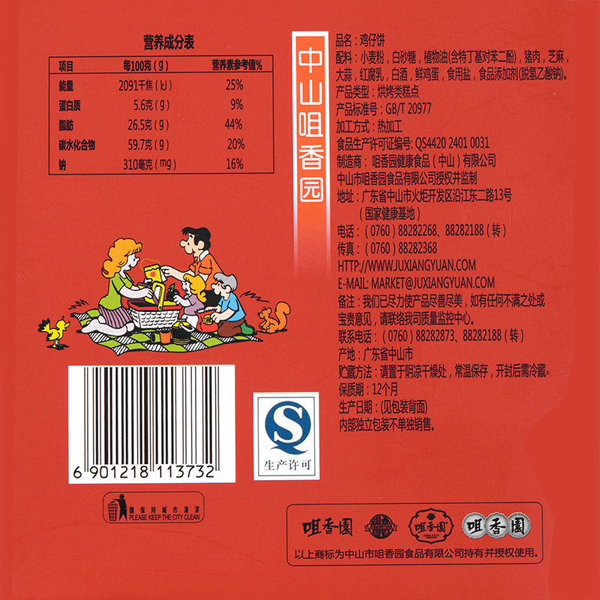 营养成分表
项目 每100克(g) 营养素参考值%
能量 2091千焦(kJ) 25%
蛋白质 5.6克(g) 9%
脂肪 26.5克(g) 44%
碳水化合物 59.7克(g) 20%
钠 310毫克(mg) 16%
中山咀香园
品名：鸡仔饼
配料：小麦粉，白砂糖，植物油(含特丁基对苯二酚)，猪肉，芝麻，
大蒜，红腐乳，白酒，鲜鸡蛋，食用盐，食品添加剂(脱氢乙酸钠)。
产品类型：烘烤类糕点
产品标准号：GB/T 20977
加工方式：热加工
食品生产许可证编号：QS4420 2401 0031
制造商：咀香园健康食品（中山）有限公司
中山市咀香园食品有限公司授权并监制
地址：广东省中山市火炬开发区沿江东二路13号
（国家健康基地）
电话：（0760）88282268、88282188（转）
传真：（0760）88282368
HTTP://WWW.JUXIANGYUAN.COM
E-MAIL: MARKET@JUXIANGYUAN.COM
备注：我们已尽力使产品尽善尽美，如有任何不满之处或
宝贵意见，请联络我司质量监控中心。
联系电话：（0760）88282873、88282188（转）
产地：广东省中山市
贮藏方法：请置于阴凉干燥处，常温保存，开封后需冷藏。
保质期：12个月
生产日期：(见包装背面)
内部独立包装不单独销售。
6 901218 113732
生产许可
請保持城市清潔
PLEASE KEEP THE CITY CLEAN
咀香園
咀香園
咀香園
以上商标为中山市咀香园食品有限公司持有并授权使用。